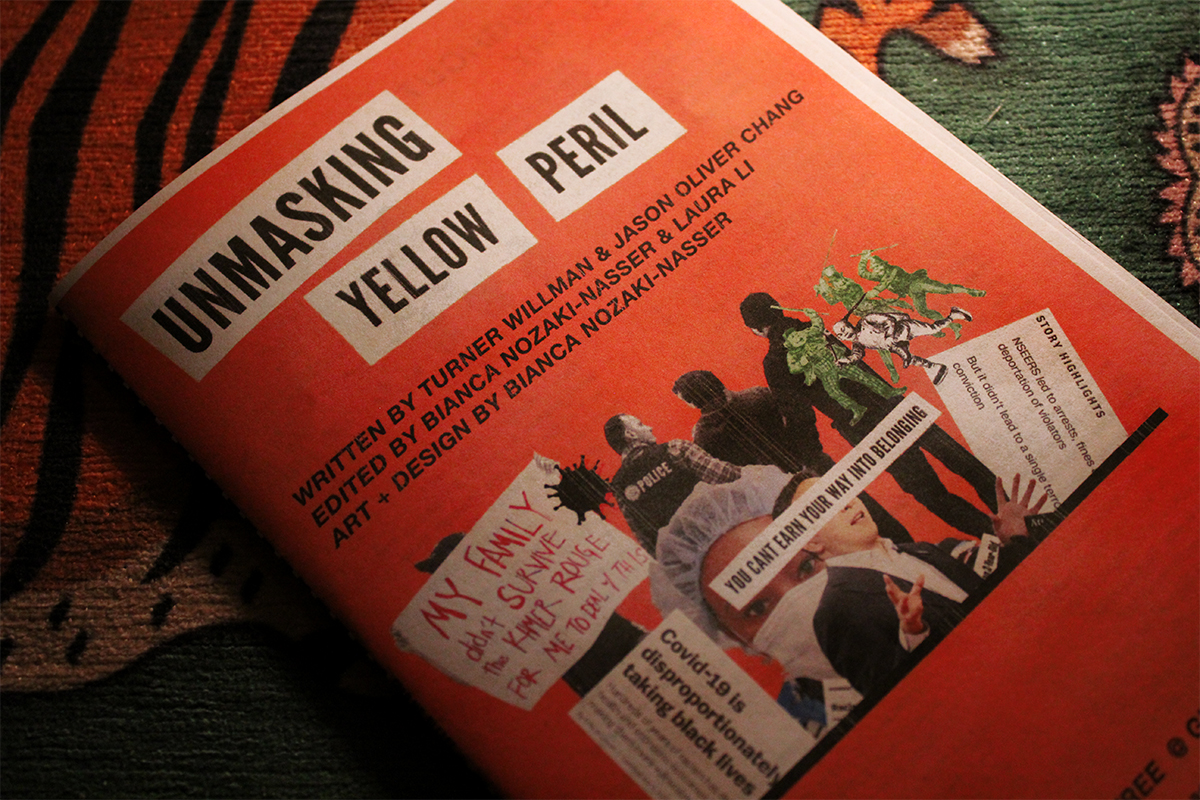 UNMASKING
YELLOW PERIL
WRITTEN BY TURNER WILLMAN & JASON OLIVER CHANG
EDITED BY BIANCA NOZAKI-NASSER & LAURA LI
ART + DESIGN BY BIANCA NOZAKI-NASSER
STORY HIGHLIGHTS
NSEERS led to arrests, fines
deportation of violators
But it didn't lead to a single
conviction
POLICE
YOU CANT EARN YOUR WAY INTO BELONGING
MY FAMILY
didn't SURVIVE
the KHMER ROUGE
FOR ME TO
Covid-19 is
disproportionately
taking black lives